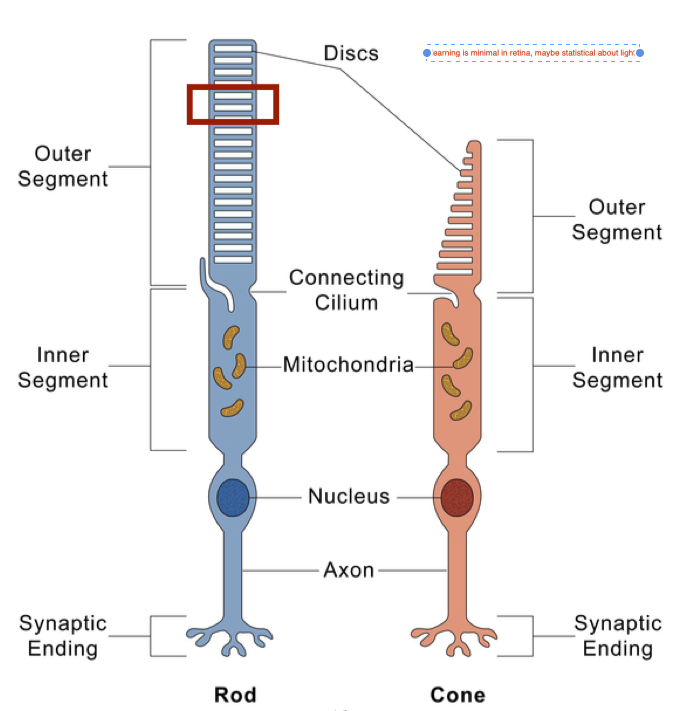 Discs
earning is minimal in retina, maybe statistical about light
Outer
Segment
Outer
Segment
Connecting
Cilium
Inner
Segment
Mitochondria
Inner
Segment
Nucleus
Axon
Synaptic
Ending
Synaptic
Ending
Rod
Cone